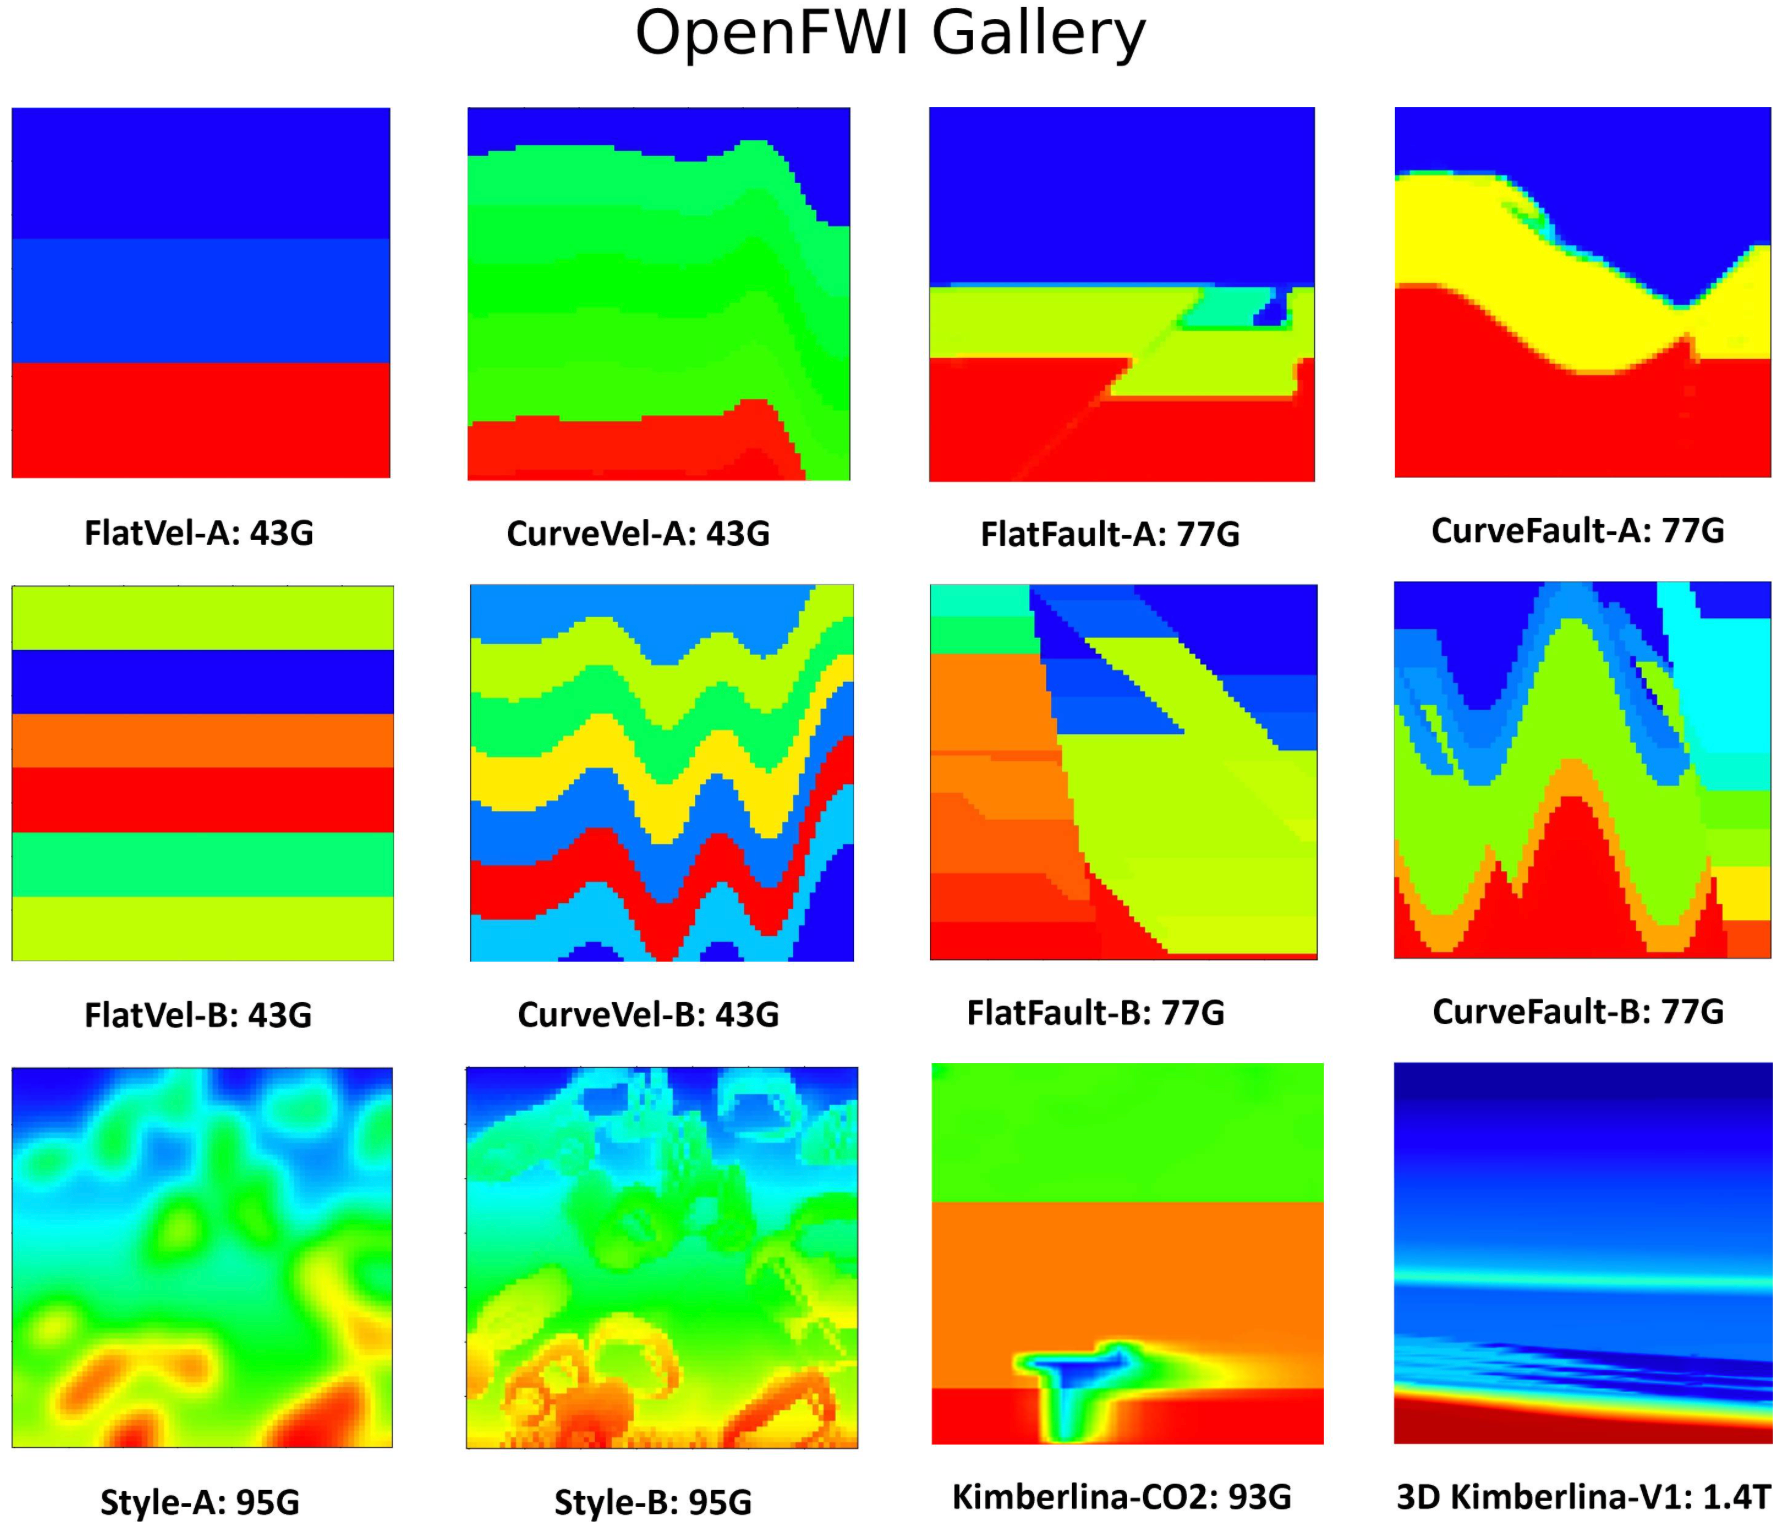 OpenFWI Gallery
FlatVel-A: 43G
CurveVel-A: 43G
FlatFault-A: 77G
CurveFault-A: 77G
FlatVel-B: 43G
CurveVel-B: 43G
FlatFault-B: 77G
CurveFault-B: 77G
Style-A: 95G
Style-B: 95G
Kimberlina-CO2: 93G
3D Kimberlina-V1: 1.4T